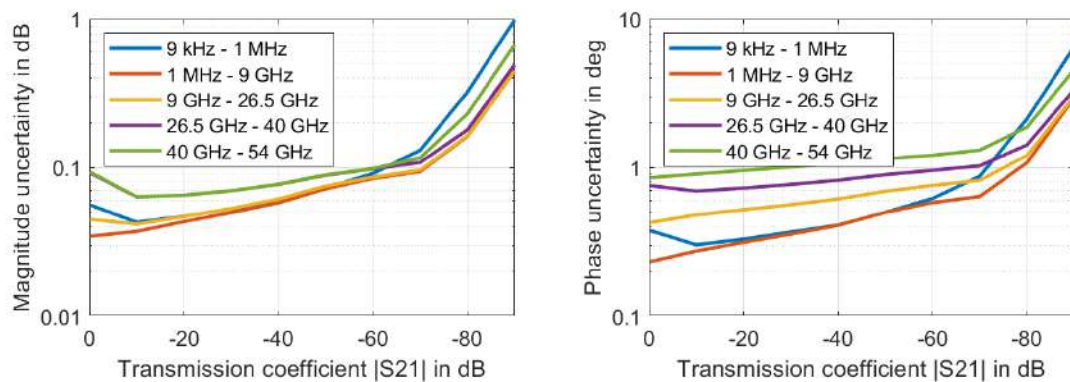 Magnitude uncertainty in dB
1
0.1
0.01
9 kHz - 1 MHz
1 MHz - 9 GHz
9 GHz - 26.5 GHz
26.5 GHz - 40 GHz
40 GHz - 54 GHz
0 -20 -40 -60 -80
Transmission coefficient |S21| in dB
Phase uncertainty in deg
10
1
0.1
9 kHz - 1 MHz
1 MHz - 9 GHz
9 GHz - 26.5 GHz
26.5 GHz - 40 GHz
40 GHz - 54 GHz
0 -20 -40 -60 -80
Transmission coefficient |S21| in dB